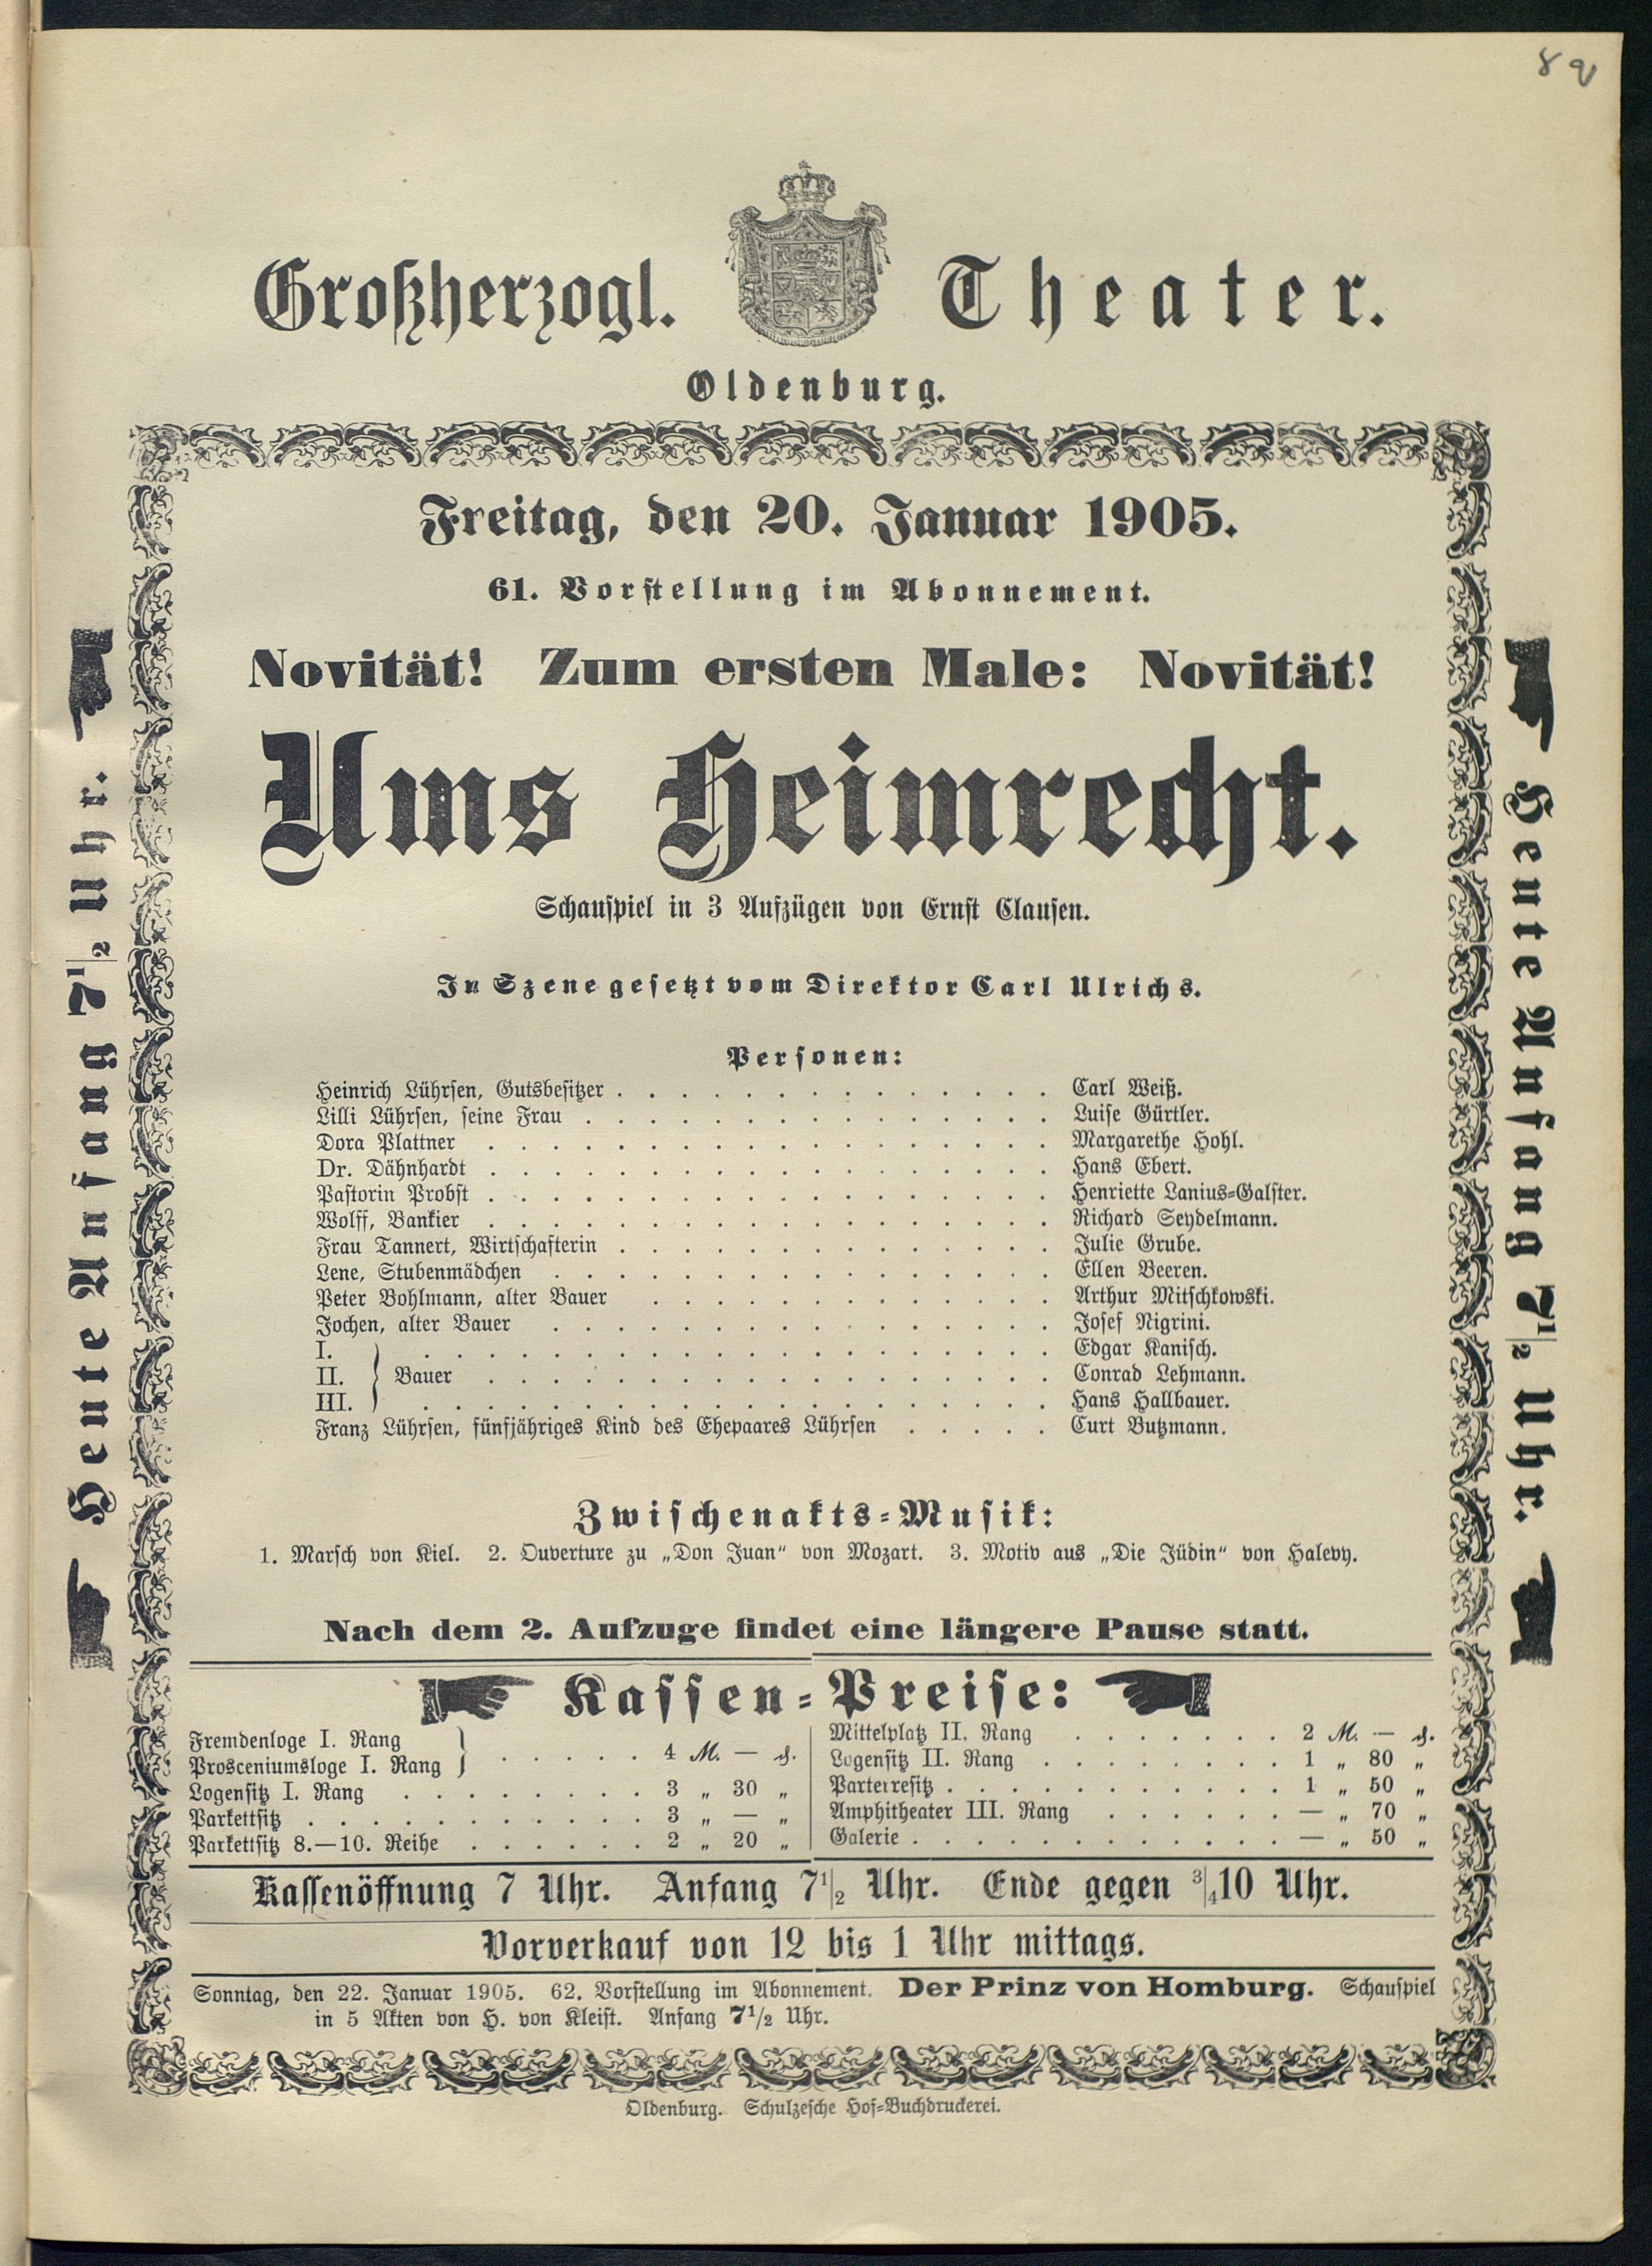 89
Großherzogl. Theater.
Oldenburg.
Freitag, den 20. Januar 1905.
61. Vorstellung im Abonnement.
Novität! Zum ersten Male: Novität!
Ums Heimrecht.
Schauspiel in 3 Aufzügen von Ernst Clausen.
In Szene gesetzt vom Direktor Carl Ulrichs.
Personen:
Heinrich Lührsen, Gutsbesitzer . . . . . . . . . . . . . . Carl Weiß.
Lilli Lührsen, seine Frau . . . . . . . . . . . . . . . Luise Gürtler.
Dora Plattner . . . . . . . . . . . . . . . . . . Margarethe Hohl.
Dr. Dähnhardt . . . . . . . . . . . . . . . . . . Hans Ebert.
Pastorin Probst . . . . . . . . . . . . . . . . . . Henriette Lanius=Galster.
Wolff, Bankier . . . . . . . . . . . . . . . . . . Richard Seydelmann.
Frau Tannert, Wirtschafterin . . . . . . . . . . . . . . Julie Grube.
Lene, Stubenmädchen . . . . . . . . . . . . . . . . Ellen Beeren.
Peter Bohlmann, alter Bauer . . . . . . . . . . . . . Arthur Mitschkowski.
Jochen, alter Bauer . . . . . . . . . . . . . . . . Josef Nigrini.
I. . . . . . . . . . . . . . . . . . . . . Edgar Kanisch.
II. } Bauer . . . . . . . . . . . . . . . . . . Conrad Lehmann.
III. . . . . . . . . . . . . . . . . . . . . Hans Hallbauer.
Franz Lührsen, fünfjähriges Kind des Ehepaares Lührsen . . . . . Curt Butzmann.
Zwischenakts=Musik:
1. Marsch von Kiel. 2. Ouverture zu „Don Juan“ von Mozart. 3. Motiv aus „Die Jüdin“ von Halevy.
Nach dem 2. Aufzuge findet eine längere Pause statt.
Kassen=Preise:
Fremdenloge I. Rang
Prosceniumsloge I. Rang } . . . . . 4 M. — ₰.
Logensitz I. Rang . . . . . . . . 3 „ 30 „
Parkettsitz . . . . . . . . . . . 3 „ — „
Parkettsitz 8.—10. Reihe . . . . . . 2 „ 20 „
Mittelplatz II. Rang . . . . . . . 2 M. — ₰.
Logensitz II. Rang . . . . . . . . 1 „ 80 „
Parterresitz . . . . . . . . . . . 1 „ 50 „
Amphitheater III. Rang . . . . . . — „ 70 „
Galerie . . . . . . . . . . . . — „ 50 „
Kassenöffnung 7 Uhr. Anfang 7½ Uhr. Ende gegen ¾10 Uhr.
Vorverkauf von 12 bis 1 Uhr mittags.
Sonntag, den 22. Januar 1905. 62. Vorstellung im Abonnement. Der Prinz von Homburg. Schauspiel
in 5 Akten von H. von Kleist. Anfang 7½ Uhr.
Oldenburg. Schulzesche Hof=Buchdruckerei.
Heute Anfang 7½ Uhr.
Heute Anfang 7½ Uhr.